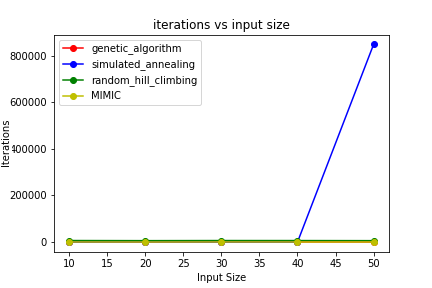 iterations vs input size
genetic_algorithm
simulated_annealing
random_hill_climbing
MIMIC
800000
600000
400000
200000
0
Iterations
10 15 20 25 30 35 40 45 50
Input Size